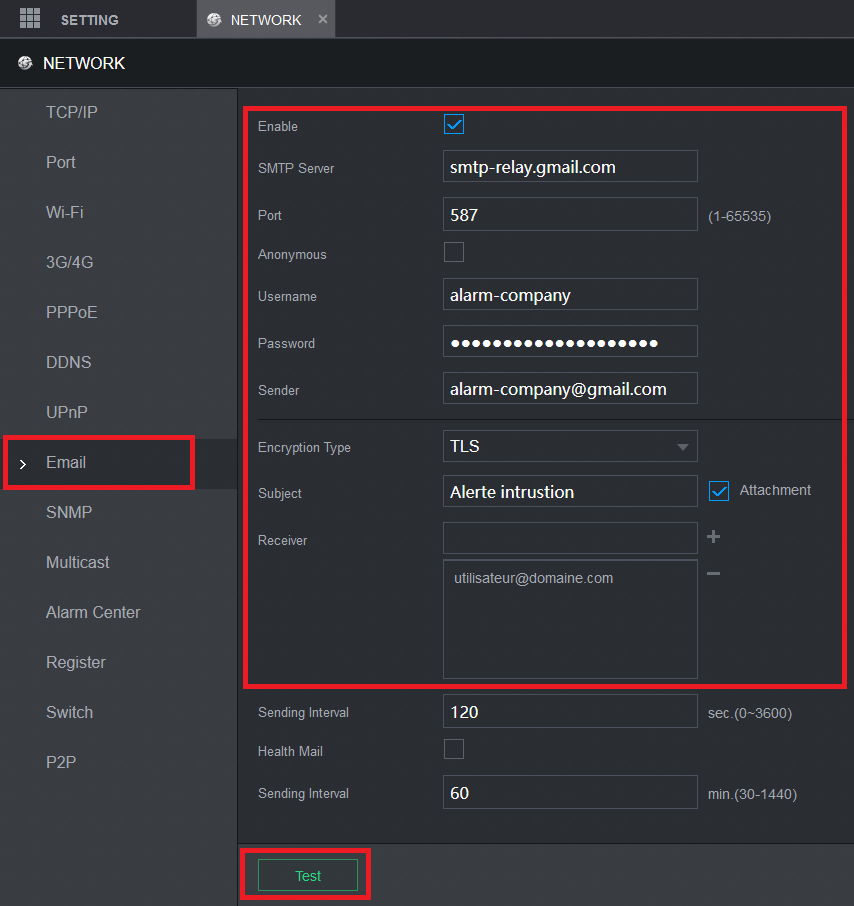 SETTING NETWORK ×
NETWORK
TCP/IP
Port
Wi-Fi
3G/4G
PPPoE
DDNS
UPnP
Email
SNMP
Multicast
Alarm Center
Register
Switch
P2P
Enable
SMTP Server smtp-relay.gmail.com
Port 587 (1-65535)
Anonymous
Username alarm-company
Password ●●●●●●●●●●●●●●●●●●●●
Sender alarm-company@gmail.com
Encryption Type TLS
Subject Alerte intrustion Attachment
Receiver +
utilisateur@domaine.com −
Sending Interval 120 sec.(0~3600)
Health Mail
Sending Interval 60 min.(30-1440)
Test